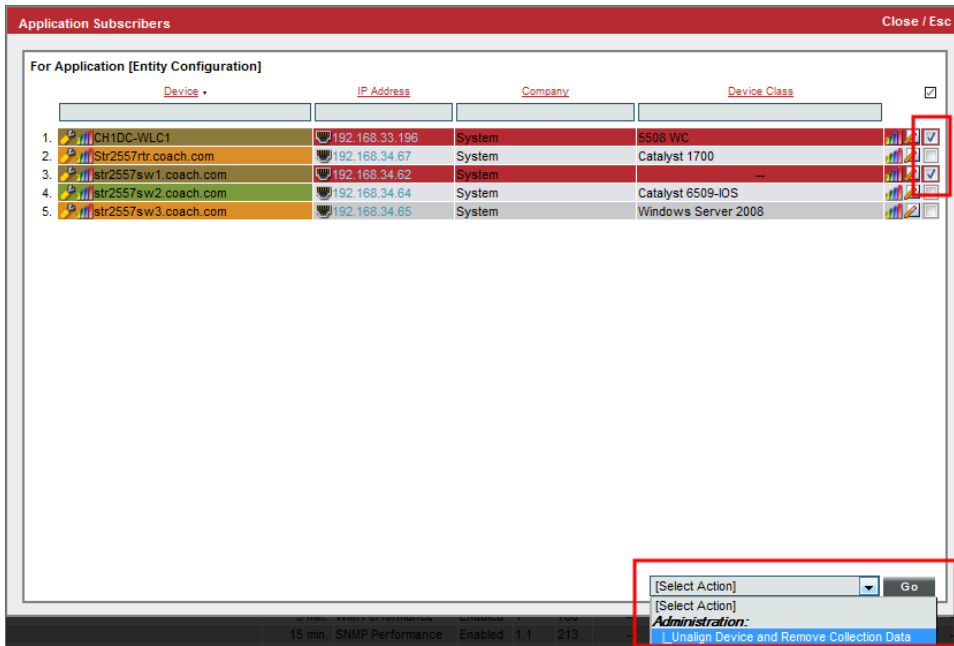 Application Subscribers Close / Esc
For Application [Entity Configuration]
Device IP Address Company Device Class
1. CH1DC-WLC1 192.168.33.196 System 5508 WC
2. Str2557rtr.coach.com 192.168.34.67 System Catalyst 1700
3. str2557sw1.coach.com 192.168.34.62 System --
4. str2557sw2.coach.com 192.168.34.64 System Catalyst 6509-IOS
5. str2557sw3.coach.com 192.168.34.65 System Windows Server 2008
[Select Action] Go
[Select Action]
Administration:
|_Unalign Device and Remove Collection Data
15 min. SNMP Performance Enabled 1.1 213